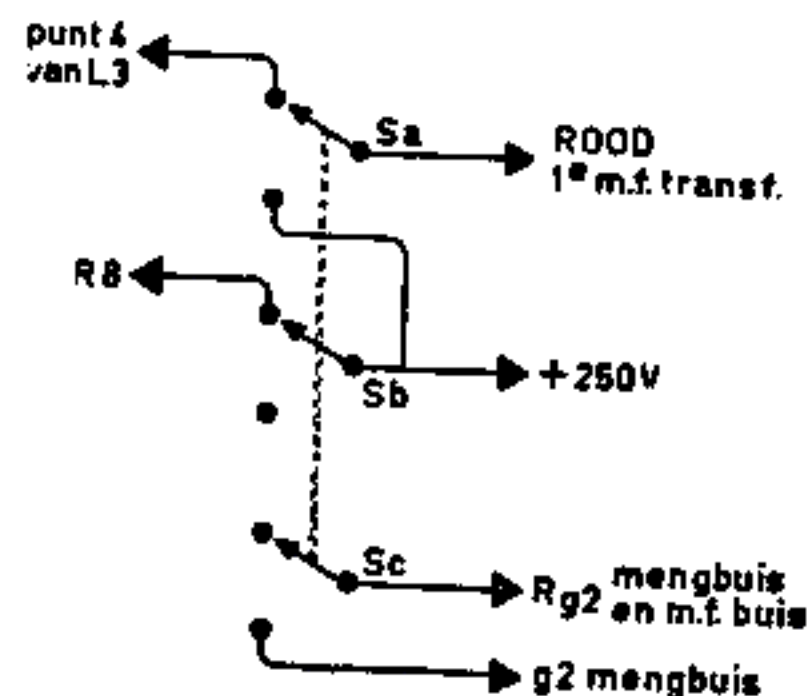 punt 4
van L3
Sa
ROOD
1e m.f. transf.
R8
+250V
Sb
Sc
Rg2 mengbuis
en m.f. buis
g2 mengbuis